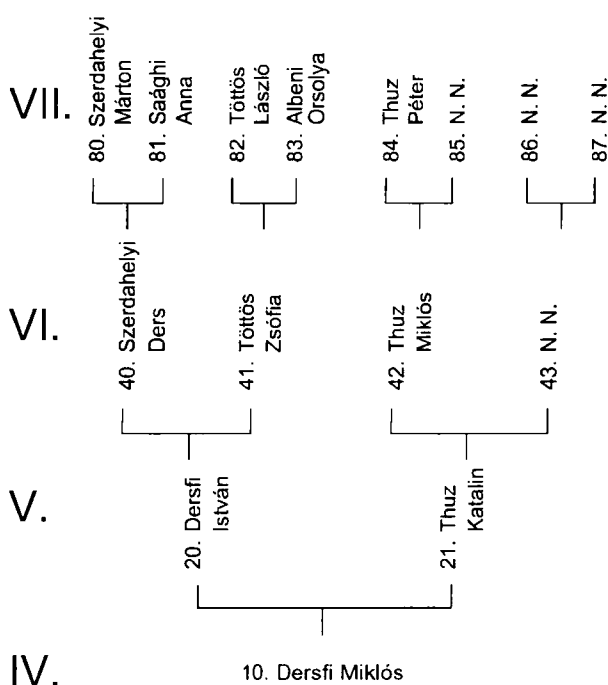 VII.
80. Szerdahelyi
Márton
81. Saághi
Anna
82. Töttös
László
83. Albeni
Orsolya
84. Thuz
Péter
85. N. N.
86. N. N.
87. N. N.
VI.
40. Szerdahelyi
Ders
41. Töttös
Zsófia
42. Thuz
Miklós
43. N. N.
V.
20. Dersfi
István
21. Thuz
Katalin
IV.
10. Dersfi Miklós